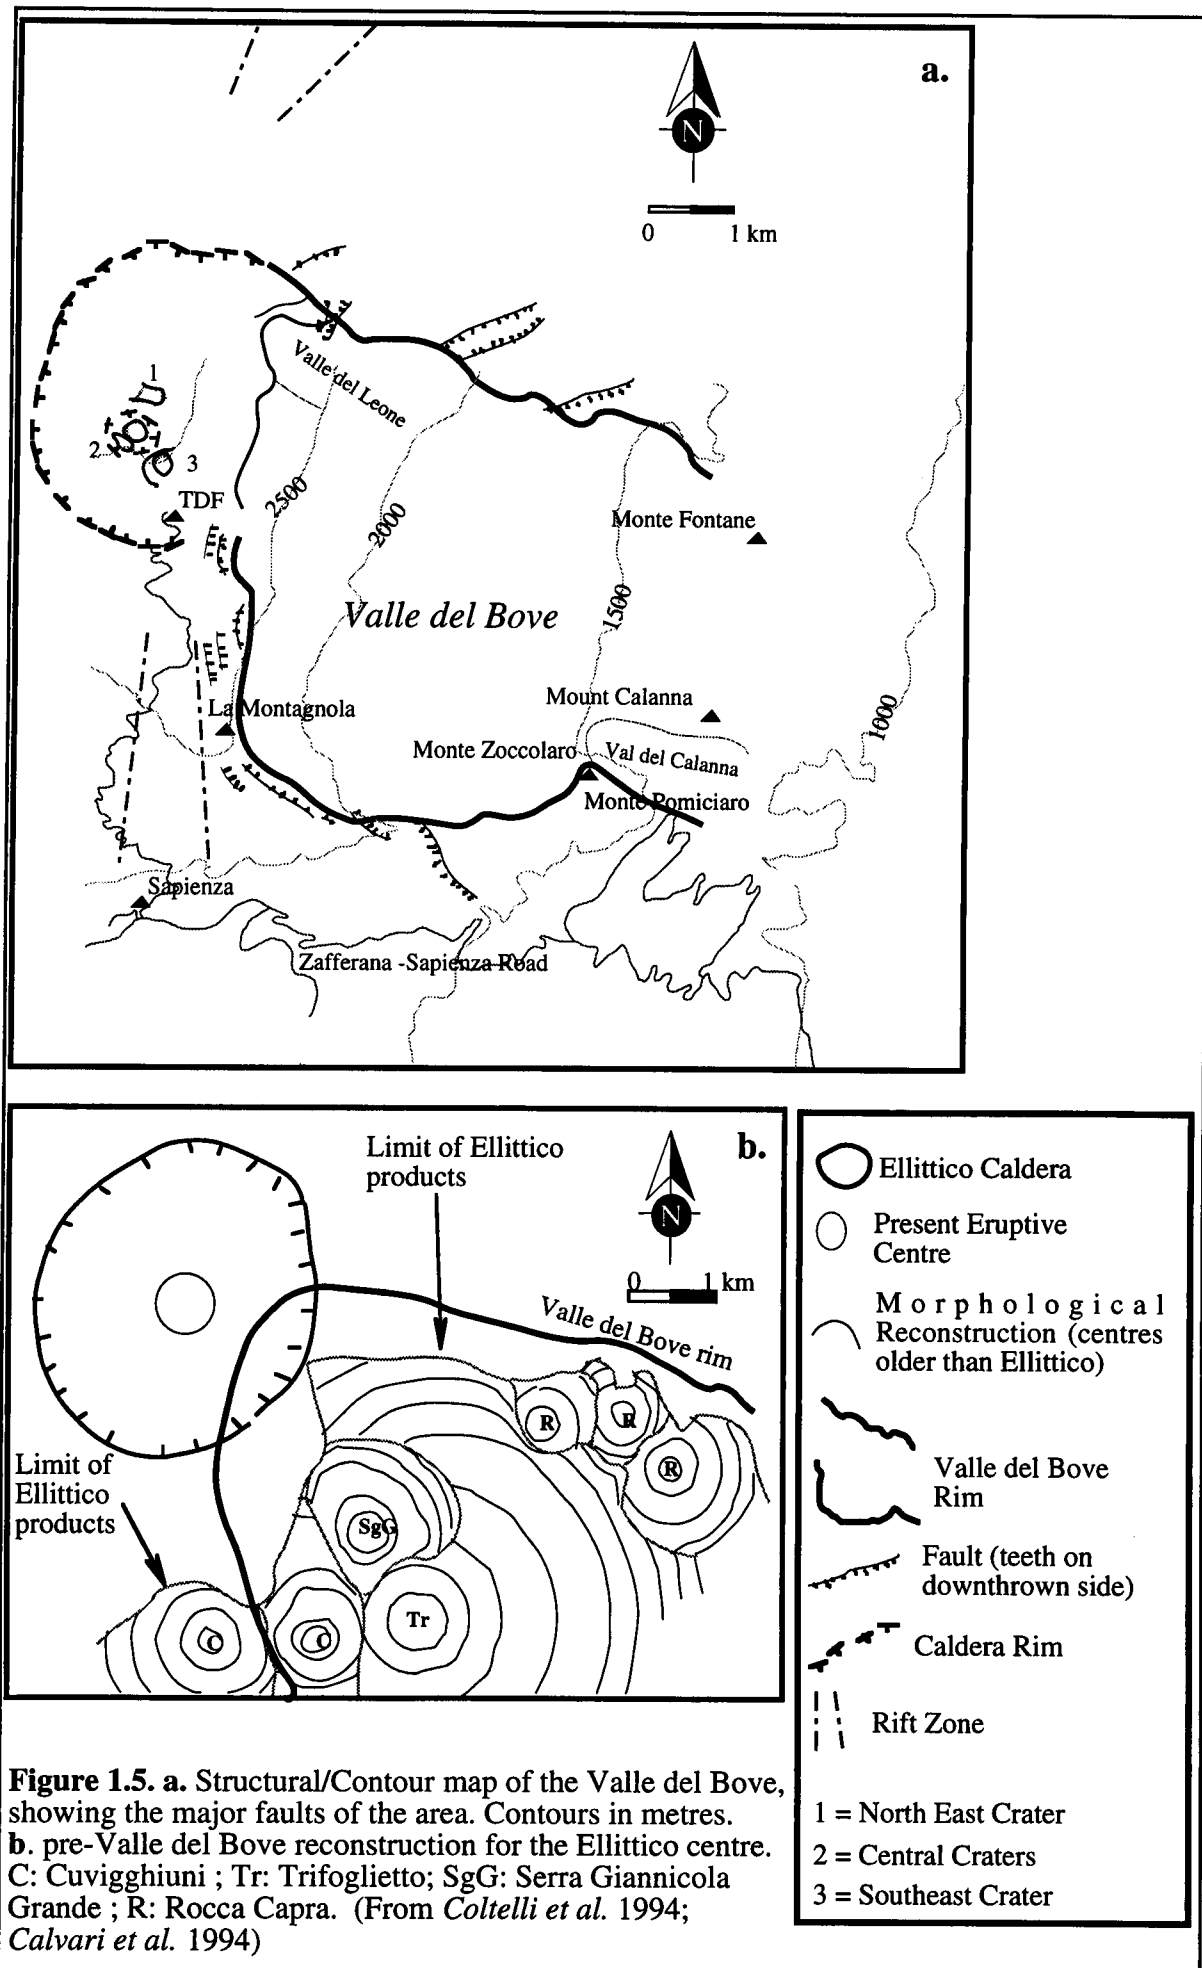 a.
N
0 1 km
Valle del Leone
1
2
3
TDF
2500
2000
Monte Fontane
1500
Valle del Bove
Mount Calanna
La Montagnola
1000
Monte Zoccolaro
Val del Calanna
Monte Pomiciaro
Sapienza
Zafferana -Sapienza Road
b.
Limit of Ellittico
products
N
0 1 km
Valle del Bove rim
R
R
R
Limit of
Ellittico
products
SgG
Tr
C
C
Ellittico Caldera
Present Eruptive
Centre
Morphological
Reconstruction (centres
older than Ellittico)
Valle del Bove
Rim
Fault (teeth on
downthrown side)
Caldera Rim
Rift Zone
1 = North East Crater
2 = Central Craters
3 = Southeast Crater
Figure 1.5. a. Structural/Contour map of the Valle del Bove,
showing the major faults of the area. Contours in metres.
b. pre-Valle del Bove reconstruction for the Ellittico centre.
C: Cuvigghiuni ; Tr: Trifoglietto; SgG: Serra Giannicola
Grande ; R: Rocca Capra. (From Coltelli et al. 1994;
Calvari et al. 1994)